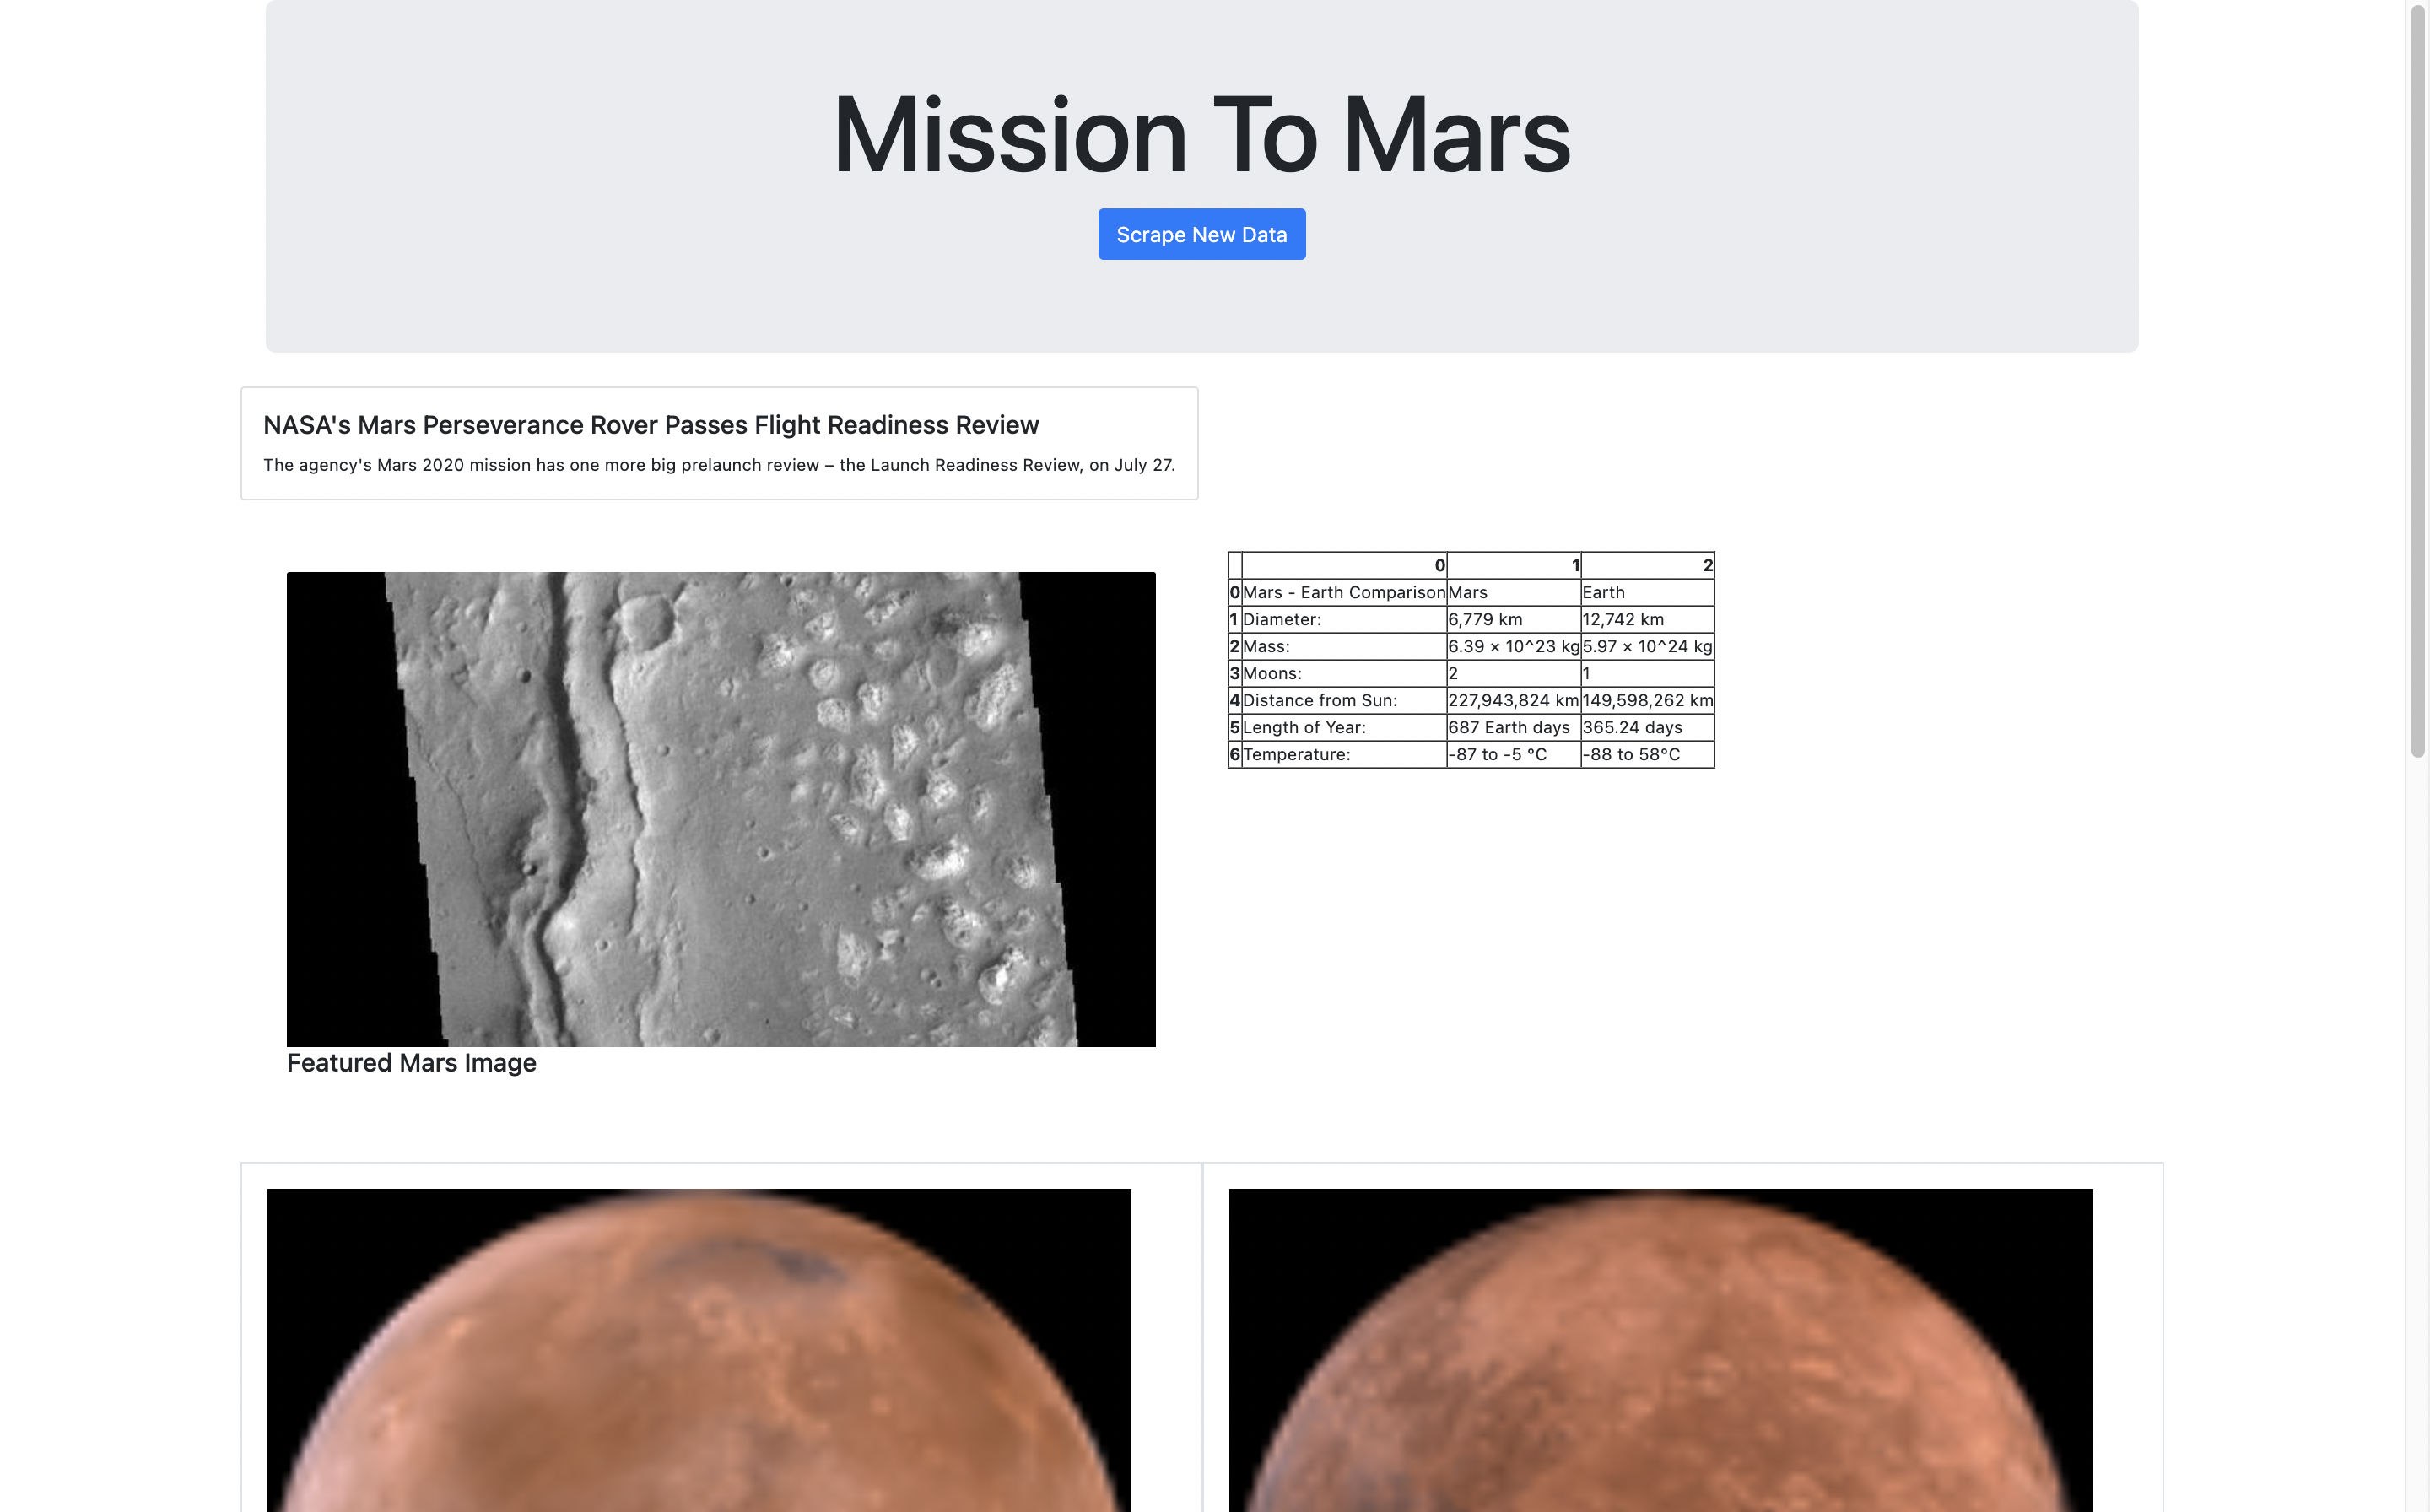 Mission To Mars
Scrape New Data
NASA's Mars Perseverance Rover Passes Flight Readiness Review
The agency's Mars 2020 mission has one more big prelaunch review – the Launch Readiness Review, on July 27.
0 1 2
0 Mars - Earth Comparison Mars Earth
1 Diameter: 6,779 km 12,742 km
2 Mass: 6.39 × 10^23 kg 5.97 × 10^24 kg
3 Moons: 2 1
4 Distance from Sun: 227,943,824 km 149,598,262 km
5 Length of Year: 687 Earth days 365.24 days
6 Temperature: -87 to -5 °C -88 to 58°C
Featured Mars Image